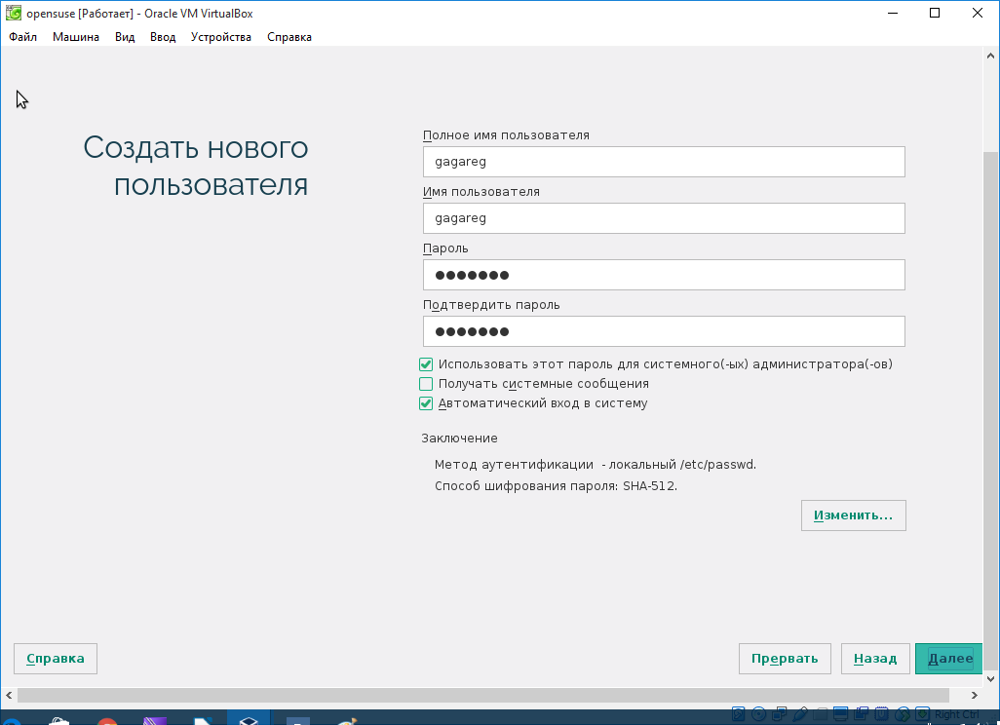 opensuse [Работает] - Oracle VM VirtualBox
Файл Машина Вид Ввод Устройства Справка
Создать нового
пользователя
Полное имя пользователя
gagareg
Имя пользователя
gagareg
Пароль
●●●●●●●
Подтвердить пароль
●●●●●●●
Использовать этот пароль для системного(-ых) администратора(-ов)
Получать системные сообщения
Автоматический вход в систему
Заключение
Метод аутентификации - локальный /etc/passwd.
Способ шифрования пароля: SHA-512.
Изменить...
Справка Прервать Назад Далее
Right Ctrl